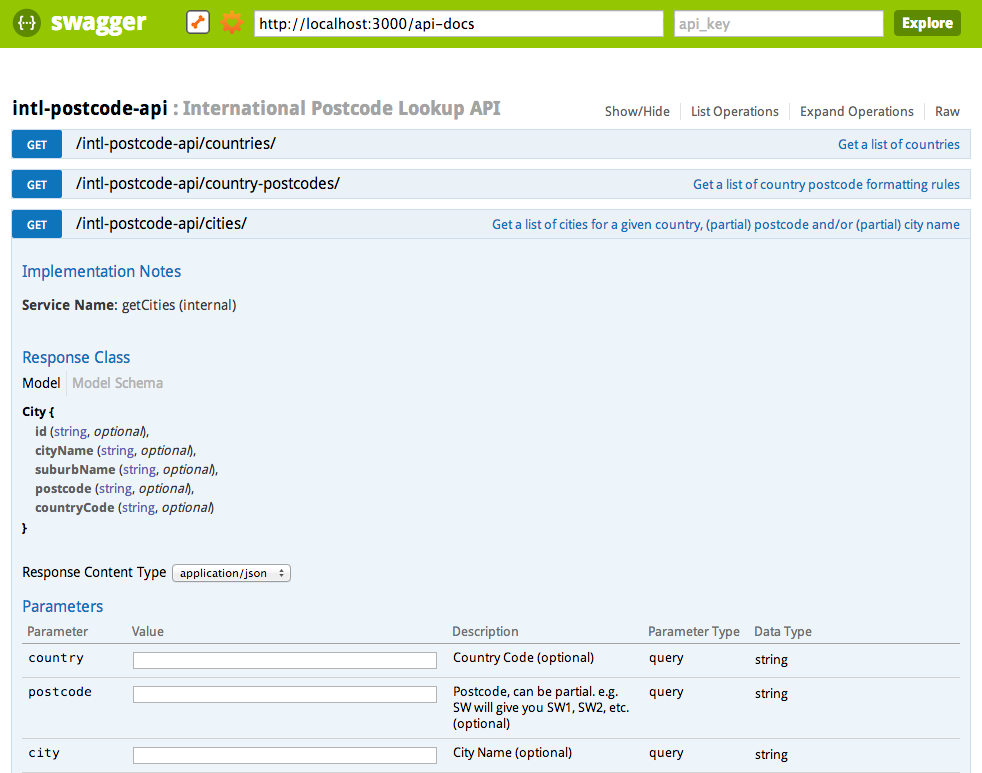 {··} swagger http://localhost:3000/api-docs api_key Explore
intl-postcode-api : International Postcode Lookup API Show/Hide List Operations Expand Operations Raw
GET /intl-postcode-api/countries/ Get a list of countries
GET /intl-postcode-api/country-postcodes/ Get a list of country postcode formatting rules
GET /intl-postcode-api/cities/ Get a list of cities for a given country, (partial) postcode and/or (partial) city name
Implementation Notes
Service Name: getCities (internal)
Response Class
Model Model Schema
City {
id (string, optional),
cityName (string, optional),
suburbName (string, optional),
postcode (string, optional),
countryCode (string, optional)
}
Response Content Type application/json
Parameters
Parameter Value Description Parameter Type Data Type
country Country Code (optional) query string
postcode Postcode, can be partial. e.g. query string
SW will give you SW1, SW2, etc.
(optional)
city City Name (optional) query string